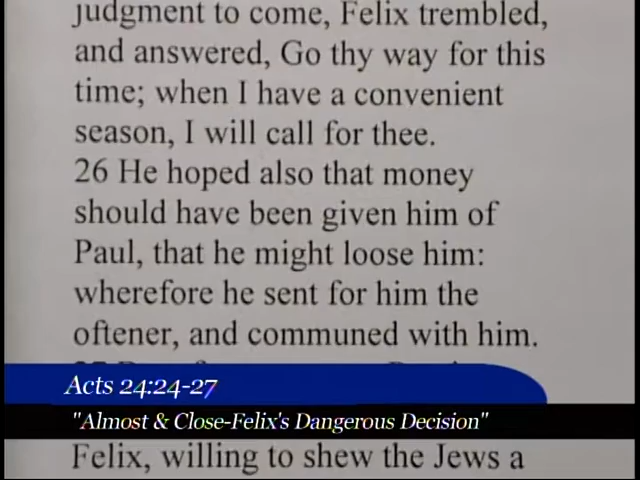 judgment to come, Felix trembled,
and answered, Go thy way for this
time; when I have a convenient
season, I will call for thee.
26 He hoped also that money
should have been given him of
Paul, that he might loose him:
wherefore he sent for him the
oftener, and communed with him.
Acts 24:24-27
"Almost & Close-Felix's Dangerous Decision"
Felix, willing to shew the Jews a